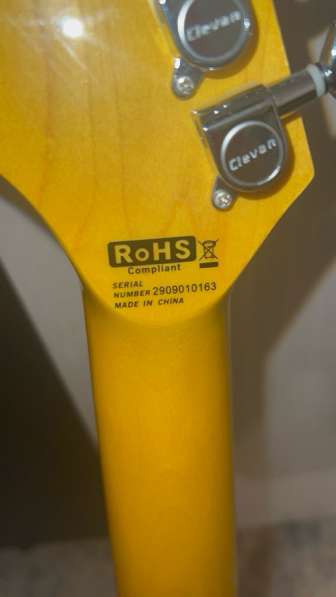 Clevan
Clevan
RoHS
Compliant
SERIAL
NUMBER 2909010163
MADE IN CHINA